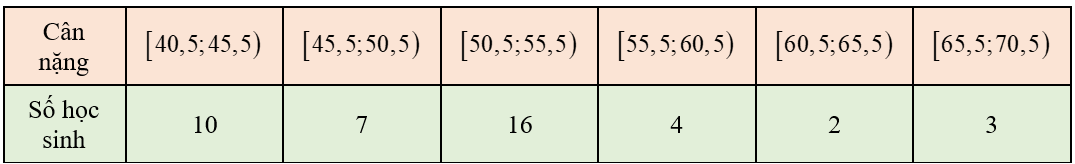 Cân nặng [40,5;45,5) [45,5;50,5) [50,5;55,5) [55,5;60,5) [60,5;65,5) [65,5;70,5)
Số học sinh 10 7 16 4 2 3